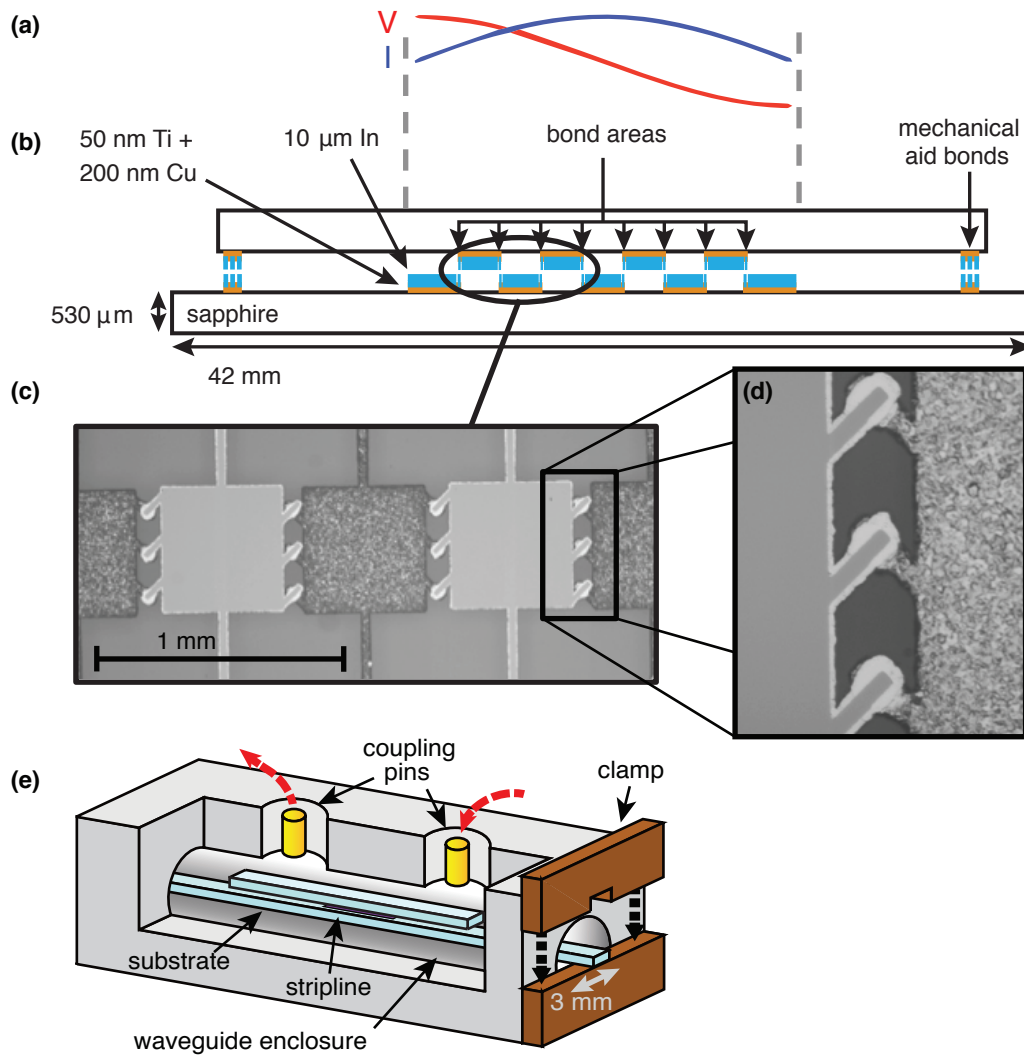 (a)
V
I
(b)
50 nm Ti +
200 nm Cu
10 µm In
bond areas
mechanical
aid bonds
530 µm
sapphire
42 mm
(c)
(d)
1 mm
(e)
coupling
pins
clamp
substrate
stripline
3 mm
waveguide enclosure